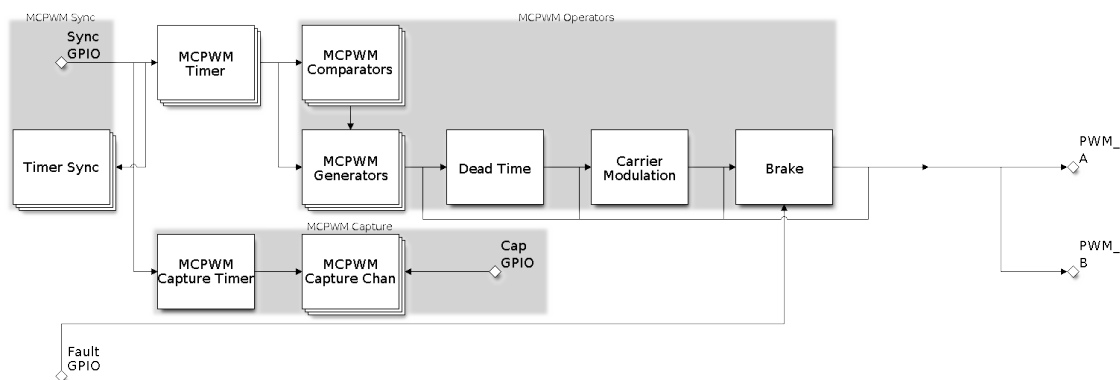 MCPWM Sync
MCPWM Operators
Sync
GPIO
MCPWM
Timer
MCPWM
Comparators
Timer Sync
MCPWM
Generators
Dead Time
Carrier
Modulation
Brake
PWM_
A
MCPWM Capture
MCPWM
Capture Timer
MCPWM
Capture Chan
Cap
GPIO
PWM_
B
Fault
GPIO